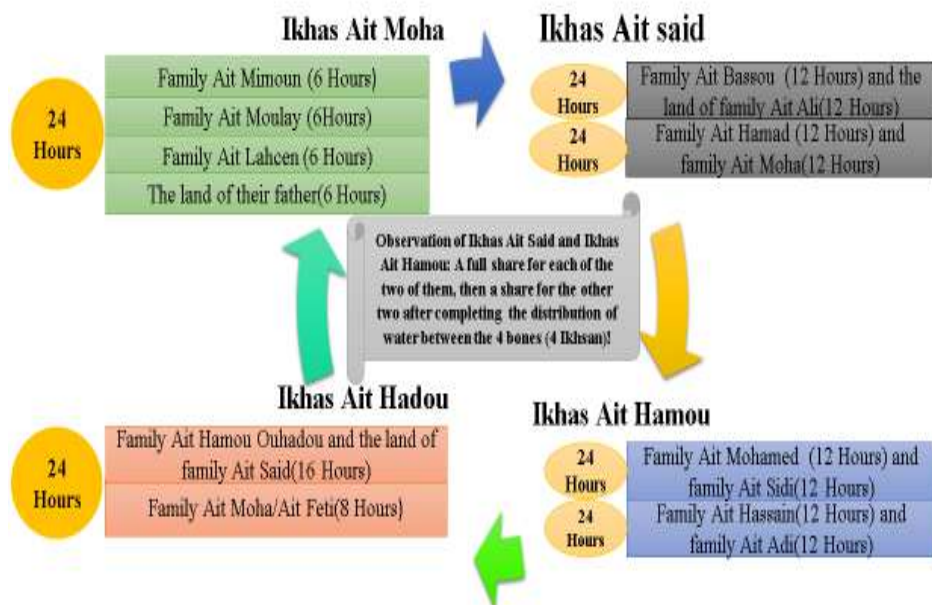 Ikhas Ait Moha
24
Hours
Family Ait Mimoun (6 Hours)
Family Ait Moulay (6Hours)
Family Ait Lahcen (6 Hours)
The land of their father(6 Hours)
Ikhas Ait said
24
Hours
Family Ait Bassou (12 Hours) and the
land of family Ait Ali(12 Hours)
24
Hours
Family Ait Hamad (12 Hours) and
family Ait Moha(12 Hours)
Observation of Ikhas Ait Said and Ikhas
Ait Hamou: A full share for each of the
two of them, then a share for the other
two after completing the distribution of
water between the 4 bones (4 Ikhsan)!
Ikhas Ait Hadou
24
Hours
Family Ait Hamou Ouhadou and the land of
family Ait Said(16 Hours)
Family Ait Moha/Ait Feti(8 Hours)
Ikhas Ait Hamou
24
Hours
Family Ait Mohamed (12 Hours) and
family Ait Sidi(12 Hours)
24
Hours
Family Ait Hassain(12 Hours) and
family Ait Adi(12 Hours)